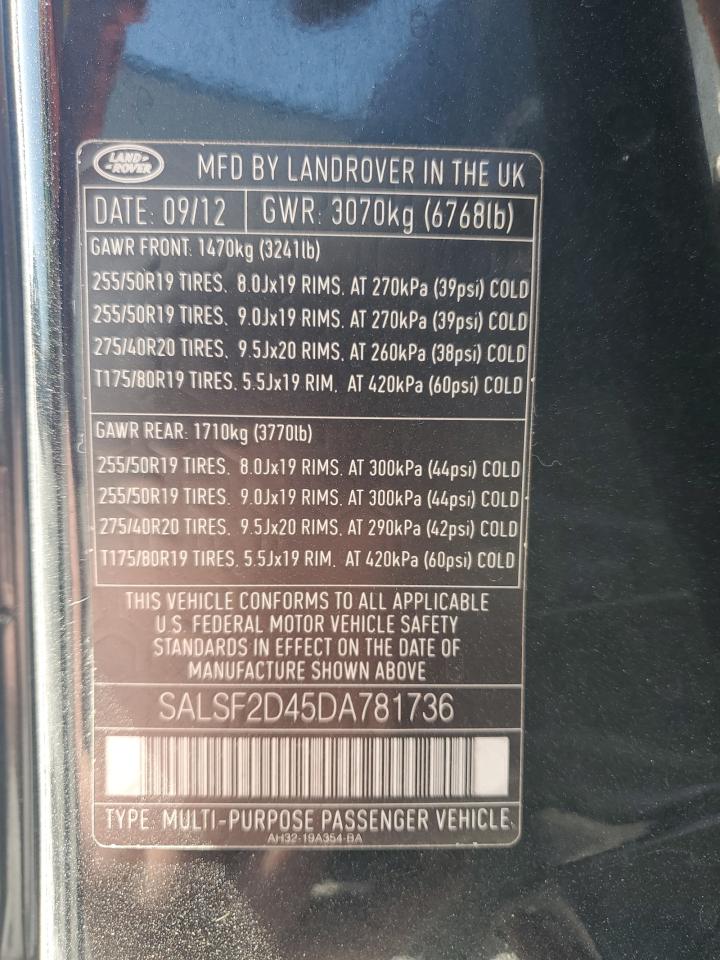 LAND-
ROVER
MFD BY LANDROVER IN THE UK
DATE: 09/12 GWR: 3070kg (6768lb)
GAWR FRONT: 1470kg (3241lb)
255/50R19 TIRES, 8.0Jx19 RIMS, AT 270kPa (39psi) COLD
255/50R19 TIRES, 9.0Jx19 RIMS, AT 270kPa (39psi) COLD
275/40R20 TIRES, 9.5Jx20 RIMS, AT 260kPa (38psi) COLD
T175/80R19 TIRES, 5.5Jx19 RIM, AT 420kPa (60psi) COLD
GAWR REAR: 1710kg (3770lb)
255/50R19 TIRES, 8.0Jx19 RIMS, AT 300kPa (44psi) COLD
255/50R19 TIRES, 9.0Jx19 RIMS, AT 300kPa (44psi) COLD
275/40R20 TIRES, 9.5Jx20 RIMS, AT 290kPa (42psi) COLD
T175/80R19 TIRES, 5.5Jx19 RIM, AT 420kPa (60psi) COLD
THIS VEHICLE CONFORMS TO ALL APPLICABLE
U.S. FEDERAL MOTOR VEHICLE SAFETY
STANDARDS IN EFFECT ON THE DATE OF
MANUFACTURE SHOWN ABOVE
SALSF2D45DA781736
TYPE: MULTI-PURPOSE PASSENGER VEHICLE
AH32-19A354-BA